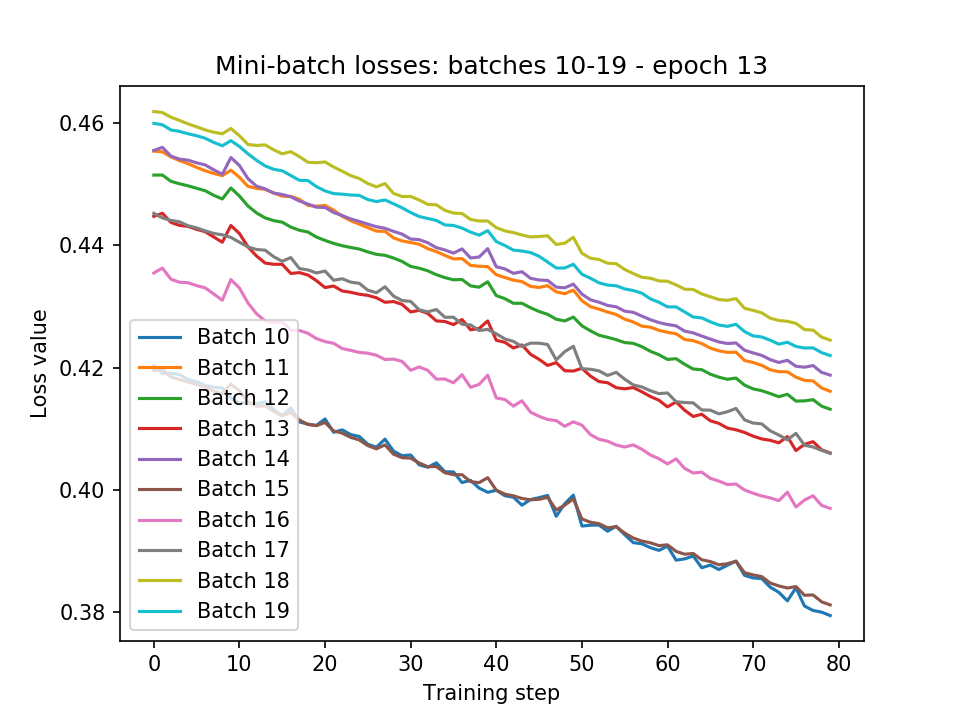 Mini-batch losses: batches 10-19 - epoch 13
Loss value
0.46
0.44
0.42
0.40
0.38
Batch 10
Batch 11
Batch 12
Batch 13
Batch 14
Batch 15
Batch 16
Batch 17
Batch 18
Batch 19
0 10 20 30 40 50 60 70 80
Training step